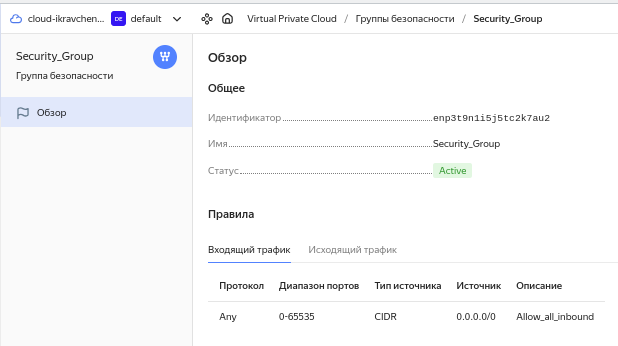 cloud-ikravchen... DE default Virtual Private Cloud / Группы безопасности / Security_Group
Security_Group
Группа безопасности
Обзор
Обзор
Общее
Идентификатор enp3t9n1i5j5tc2k7au2
Имя Security_Group
Статус Active
Правила
Входящий трафик Исходящий трафик
Протокол Диапазон портов Тип источника Источник Описание
Any 0-65535 CIDR 0.0.0.0/0 Allow_all_inbound